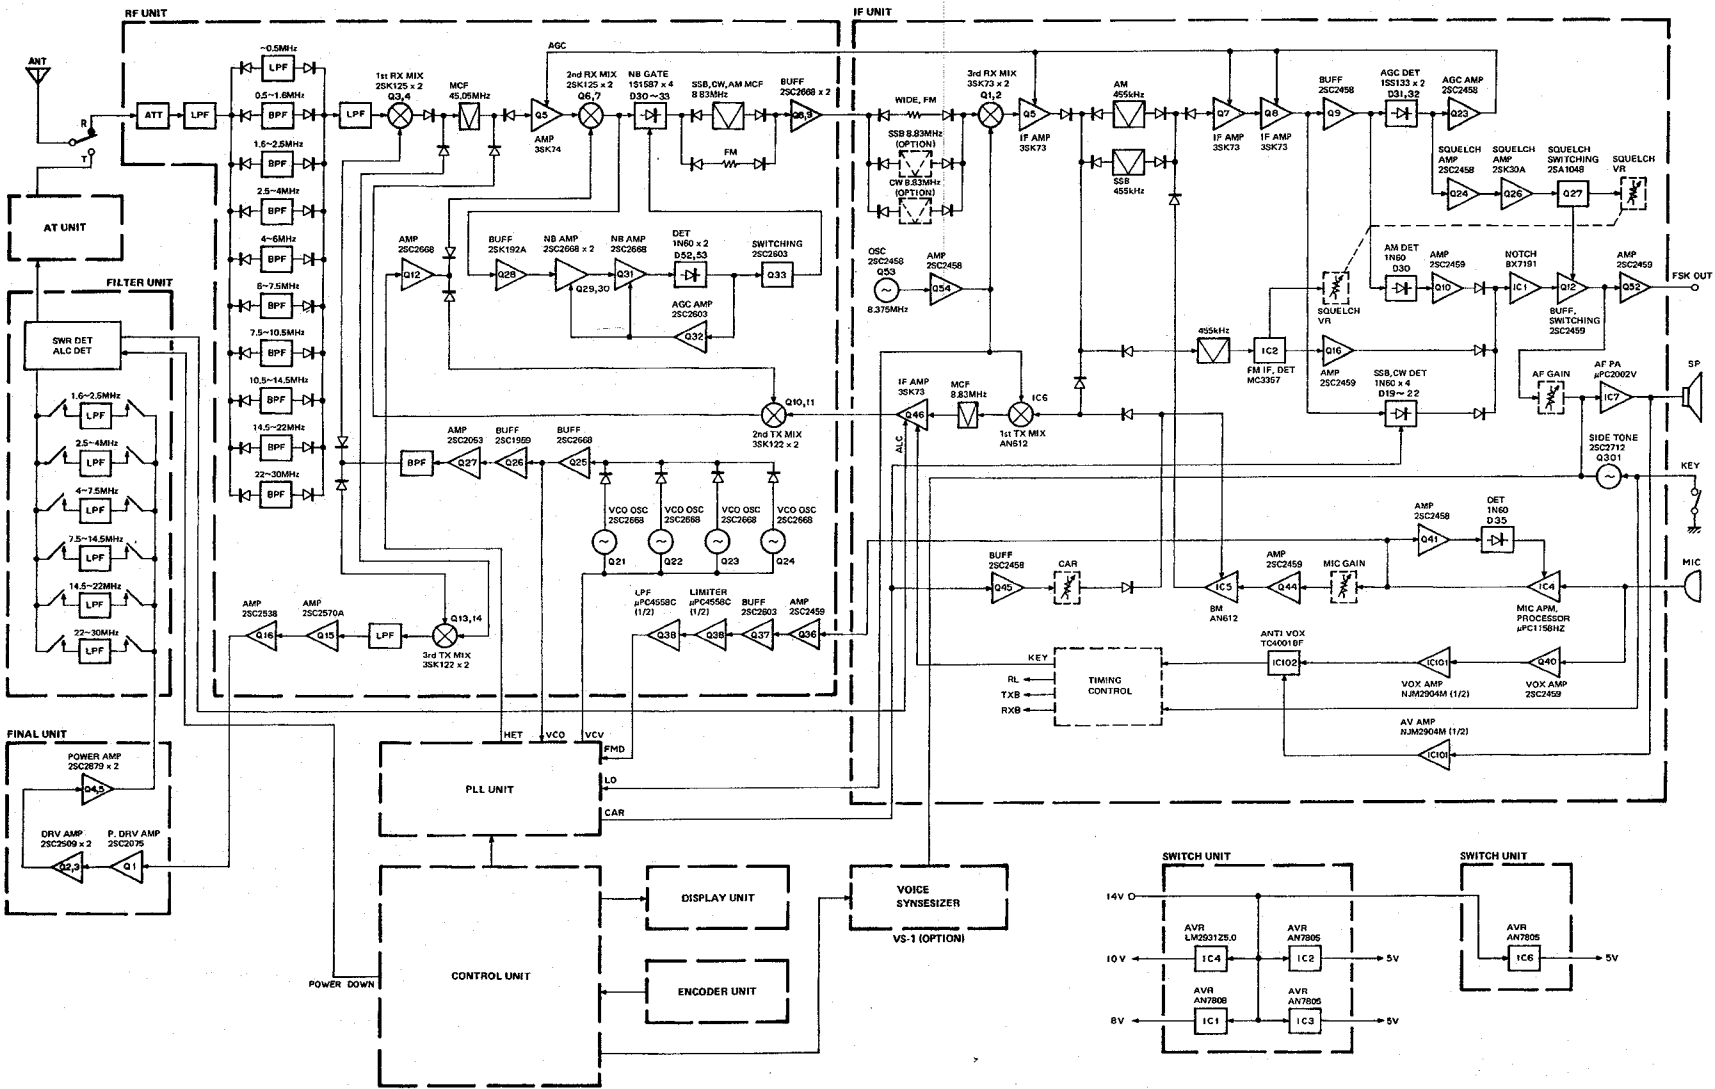 RF UNIT
ANT
R
T
ATT
LPF
~0.5MHz
LPF
0.5~1.6MHz
BPF
1.6~2.5MHz
BPF
2.5~4MHz
BPF
4~6MHz
BPF
6~7.5MHz
BPF
7.5~10.5MHz
BPF
10.5~14.5MHz
BPF
14.5~22MHz
BPF
22~30MHz
BPF
LPF
1st RX MIX
2SK125 x 2
Q3,4
MCF
45.05MHz
AGC
Q5
AMP
3SK74
2nd RX MIX
2SK125 x 2
Q6,7
NB GATE
1S1587 x 4
D30~33
SSB,CW,AM MCF
8.83MHz
FM
BUFF
2SC2668 x 2
Q8,9
AMP
2SC2668
Q12
BUFF
2SK192A
Q28
NB AMP
2SC2668 x 2
Q29,30
NB AMP
2SC2668
Q31
DET
1N60 x 2
D52,53
SWITCHING
2SC2603
Q33
AGC AMP
2SC2603
Q32
Q10,11
2nd TX MIX
3SK122 x 2
BPF
AMP
2SC2053
Q27
BUFF
2SC1959
Q26
BUFF
2SC2668
Q25
VCO OSC
2SC2668
Q21
VCO OSC
2SC2668
Q22
VCO OSC
2SC2668
Q23
VCO OSC
2SC2668
Q24
AMP
2SC2538
Q16
AMP
2SC2570A
Q15
LPF
Q13,14
3rd TX MIX
3SK122 x 2
LPF
µPC4558C
(1/2)
Q38
LIMITER
µPC4558C
(1/2)
Q38
BUFF
2SC2603
Q37
AMP
2SC2459
Q36
IF UNIT
WIDE, FM
SSB 8.83MHz
(OPTION)
CW 8.83MHz
(OPTION)
3rd RX MIX
3SK73 x 2
Q1,2
Q5
IF AMP
3SK73
AM
455kHz
SSB
455kHz
Q7
IF AMP
3SK73
Q8
IF AMP
3SK73
BUFF
2SC2458
Q9
AGC DET
1SS133 x 2
D31,32
AGC AMP
2SC2458
Q23
SQUELCH
AMP
2SC2458
Q24
SQUELCH
AMP
2SK30A
Q26
SQUELCH
SWITCHING
2SA1048
Q27
SQUELCH
VR
OSC
2SC2458
Q53
8.375MHz
AMP
2SC2458
Q54
SQUELCH
VR
AM DET
1N60
D30
AMP
2SC2459
Q10
NOTCH
BX7191
IC1
Q12
BUFF,
SWITCHING
2SC2459
AMP
2SC2459
Q52
FSK OUT
455kHz
IC2
FM IF, DET
MC3357
Q16
AMP
2SC2459
SSB,CW DET
1N60 x 4
D19~22
AF GAIN
AF PA
µPC2002V
IC7
SP
IF AMP
3SK73
Q46
ALC
MCF
8.83MHz
IC6
1st TX MIX
AN612
SIDE TONE
2SC2712
Q301
KEY
BUFF
2SC2458
Q45
CAR
IC5
BM
AN612
AMP
2SC2459
Q44
MIC GAIN
AMP
2SC2458
Q41
DET
1N60
D35
IC4
MIC APM,
PROCESSOR
µPC1158HZ
MIC
KEY
RL
TXB
RXB
TIMING
CONTROL
ANTI VOX
TC4001BF
IC102
IC101
VOX AMP
NJM2904M (1/2)
Q40
VOX AMP
2SC2459
AV AMP
NJM2904M (1/2)
IC101
AT UNIT
FILTER UNIT
SWR DET
ALC DET
1.6~2.5MHz
LPF
2.5~4MHz
LPF
4~7.5MHz
LPF
7.5~14.5MHz
LPF
14.5~22MHz
LPF
22~30MHz
LPF
FINAL UNIT
POWER AMP
2SC2879 x 2
Q4,5
DRV AMP
2SC2509 x 2
Q2,3
P. DRV AMP
2SC2075
Q1
HET
VCO
VCV
FMD
LO
CAR
PLL UNIT
CONTROL UNIT
POWER DOWN
DISPLAY UNIT
ENCODER UNIT
VOICE
SYNSESIZER
VS-1 (OPTION)
SWITCH UNIT
14V
AVR
LM2931Z5.0
IC4
10V
AVR
AN7805
IC2
5V
AVR
AN7808
IC1
8V
AVR
AN7805
IC3
5V
SWITCH UNIT
AVR
AN7805
IC6
5V